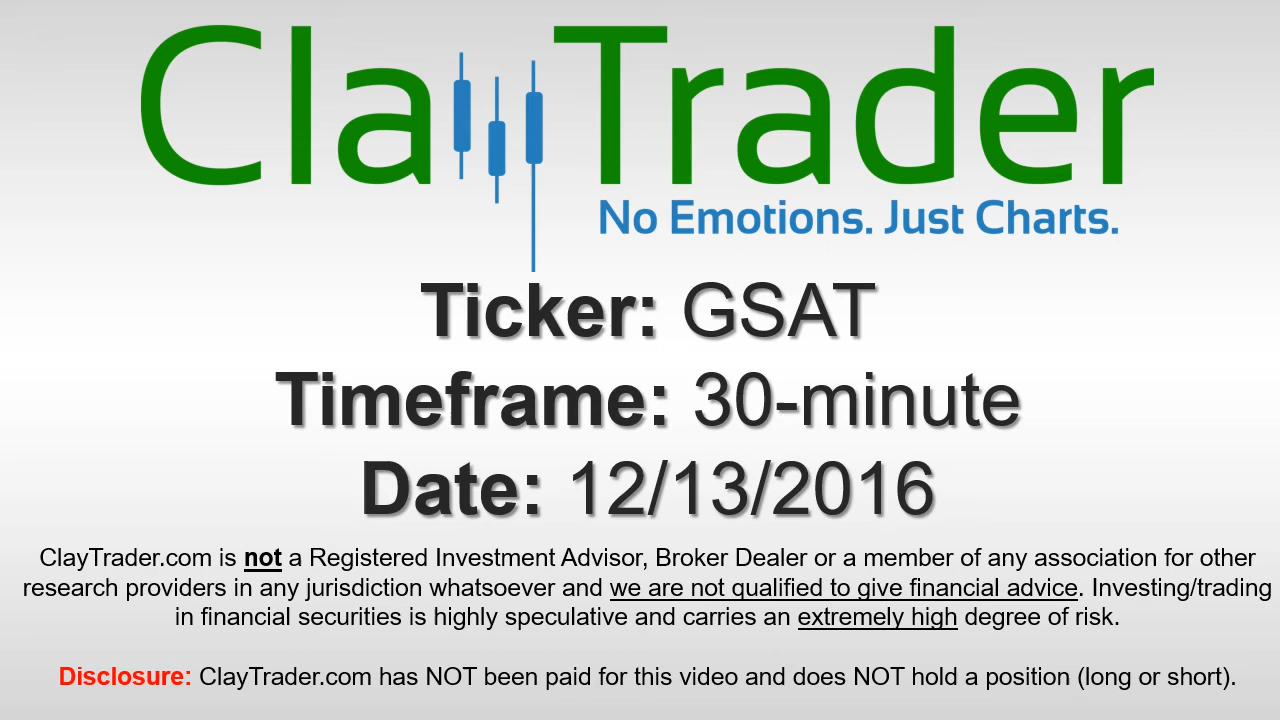 ClayTrader
No Emotions. Just Charts.
Ticker: GSAT
Timeframe: 30-minute
Date: 12/13/2016
ClayTrader.com is not a Registered Investment Advisor, Broker Dealer or a member of any association for other
research providers in any jurisdiction whatsoever and we are not qualified to give financial advice. Investing/trading
in financial securities is highly speculative and carries an extremely high degree of risk.
Disclosure: ClayTrader.com has NOT been paid for this video and does NOT hold a position (long or short).